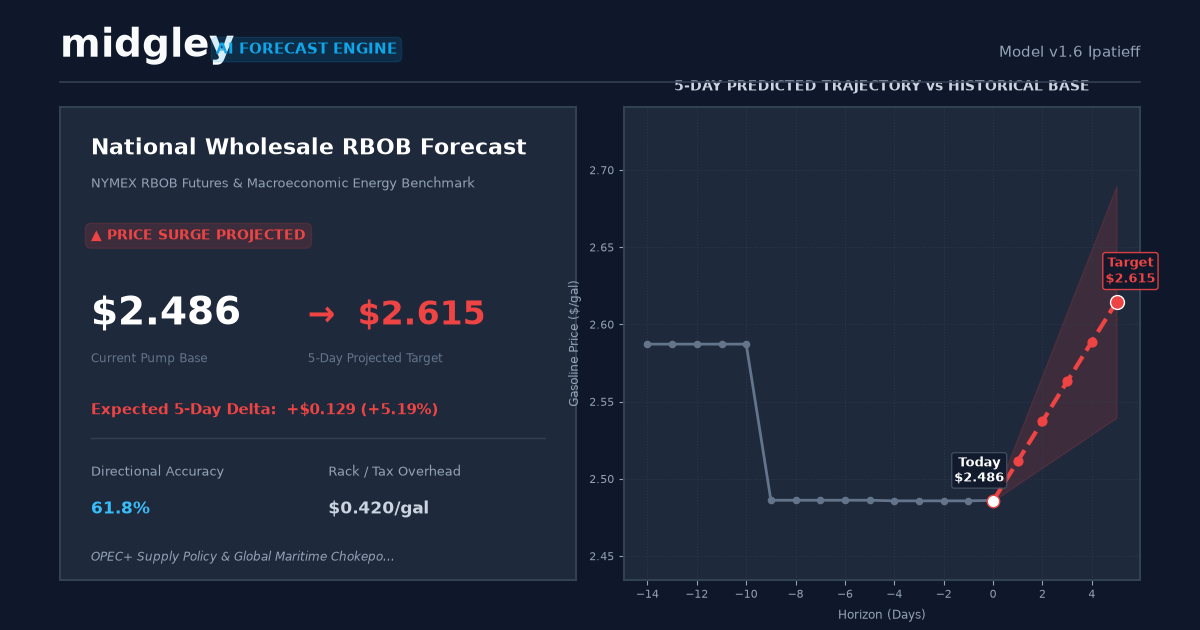 midgley
AI FORECAST ENGINE
Model v1.6 Ipatieff
National Wholesale RBOB Forecast
NYMEX RBOB Futures & Macroeconomic Energy Benchmark
▲ PRICE SURGE PROJECTED
$2.486 → $2.615
Current Pump Base 5-Day Projected Target
Expected 5-Day Delta: +$0.129 (+5.19%)
Directional Accuracy Rack / Tax Overhead
61.8% $0.420/gal
OPEC+ Supply Policy & Global Maritime Chokepo...
5-DAY PREDICTED TRAJECTORY vs HISTORICAL BASE
Gasoline Price ($/gal)
2.70
2.65
2.60
2.55
2.50
2.45
Target
$2.615
Today
$2.486
−14 −12 −10 −8 −6 −4 −2 0 2 4
Horizon (Days)